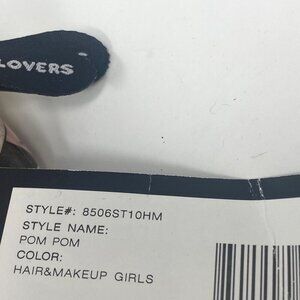 LOVERS
STYLE#: 8506ST10HM
STYLE NAME:
POM POM
COLOR:
HAIR&MAKEUP GIRLS